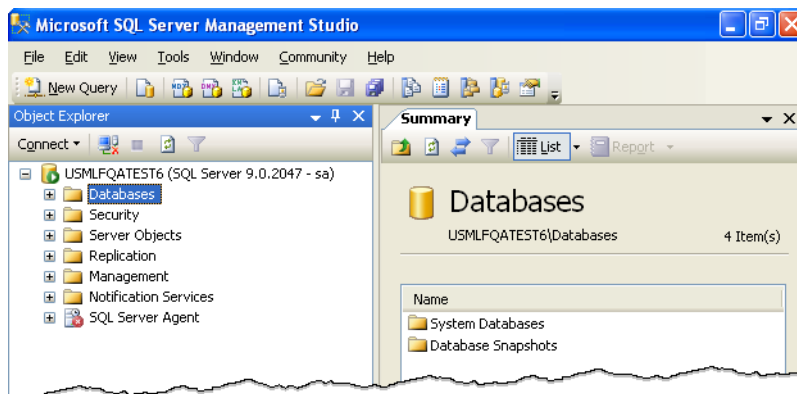 Microsoft SQL Server Management Studio
File Edit View Tools Window Community Help
New Query
Object Explorer
Connect
USMLFQATEST6 (SQL Server 9.0.2047 - sa)
Databases
Security
Server Objects
Replication
Management
Notification Services
SQL Server Agent
Summary
List Report
Databases
USMLFQATEST6\Databases 4 Item(s)
Name
System Databases
Database Snapshots